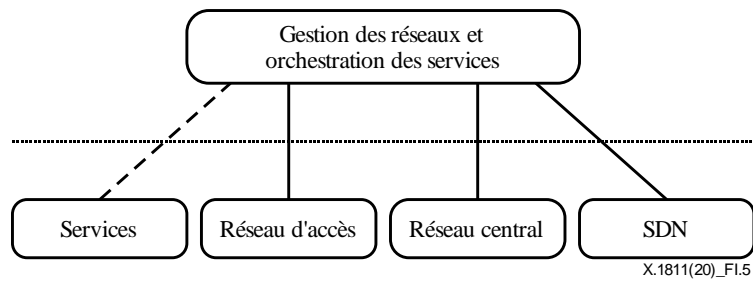 Gestion des réseaux et
orchestration des services
Services
Réseau d'accès
Réseau central
SDN
X.1811(20)_FI.5